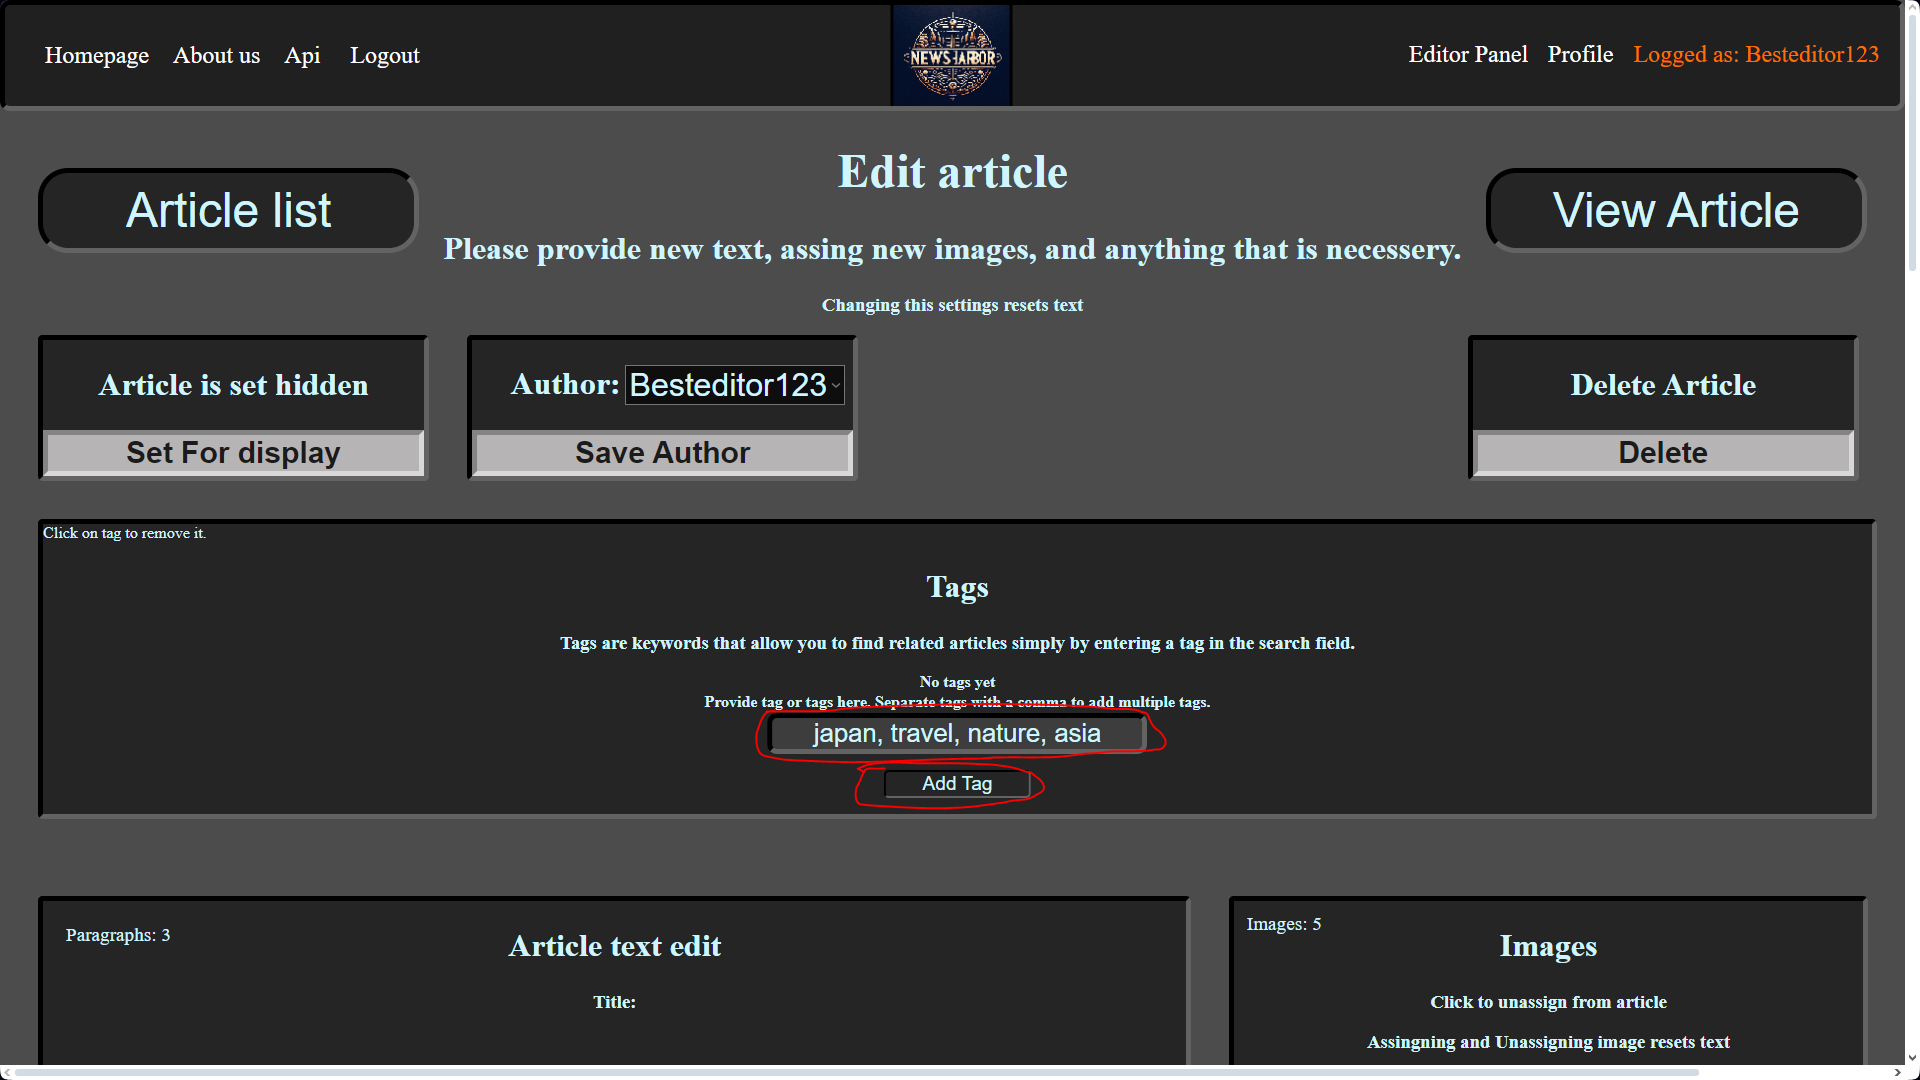 Homepage About us Api Logout
NEWS HARBOR
Editor Panel Profile Logged as: Besteditor123
Article list
Edit article
View Article
Please provide new text, assing new images, and anything that is necessery.
Changing this settings resets text
Article is set hidden
Set For display
Author: Besteditor123
Save Author
Delete Article
Delete
Click on tag to remove it.
Tags
Tags are keywords that allow you to find related articles simply by entering a tag in the search field.
No tags yet
Provide tag or tags here. Separate tags with a comma to add multiple tags.
japan, travel, nature, asia
Add Tag
Paragraphs: 3
Article text edit
Title:
Images: 5
Images
Click to unassign from article
Assingning and Unassigning image resets text